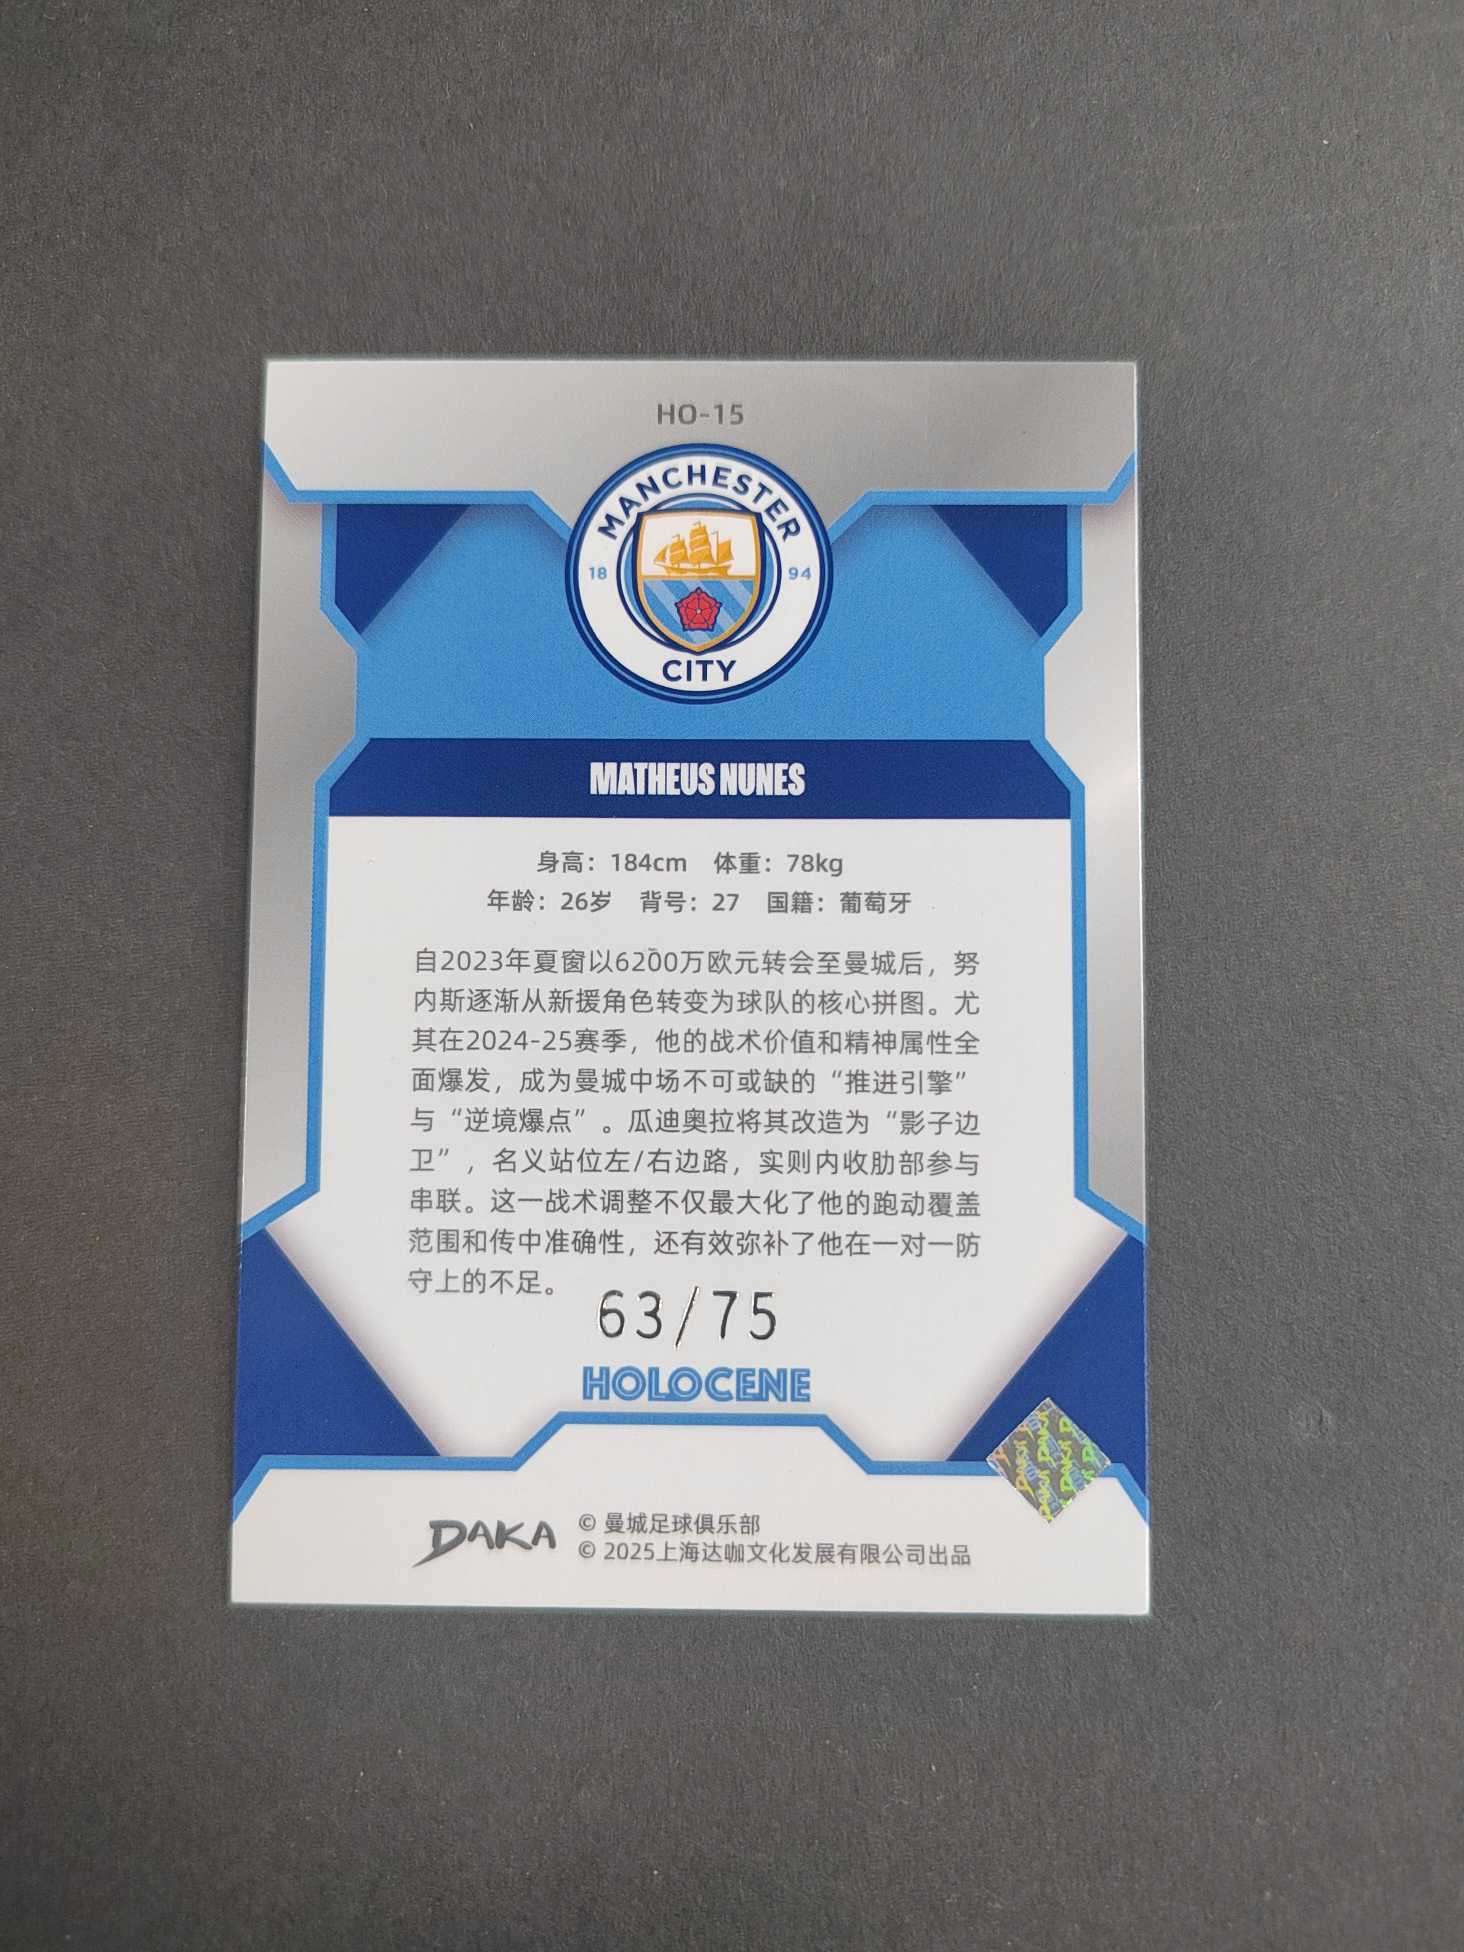 HO-15
MANCHESTER
18 94
CITY
MATHEUS NUNES
身高：184cm 体重：78kg
年龄：26岁 背号：27 国籍：葡萄牙
自2023年夏窗以6200万欧元转会至曼城后，努
内斯逐渐从新援角色转变为球队的核心拼图。尤
其在2024-25赛季，他的战术价值和精神属性全
面爆发，成为曼城中场不可或缺的“推进引擎”
与“逆境爆点”。瓜迪奥拉将其改造为“影子边
卫”，名义站位左/右边路，实则内收肋部参与
串联。这一战术调整不仅最大化了他的跑动覆盖
范围和传中准确性，还有效弥补了他在一对一防
守上的不足。
63/75
HOLOCENE
DAKA
© 曼城足球俱乐部
© 2025上海达咖文化发展有限公司出品